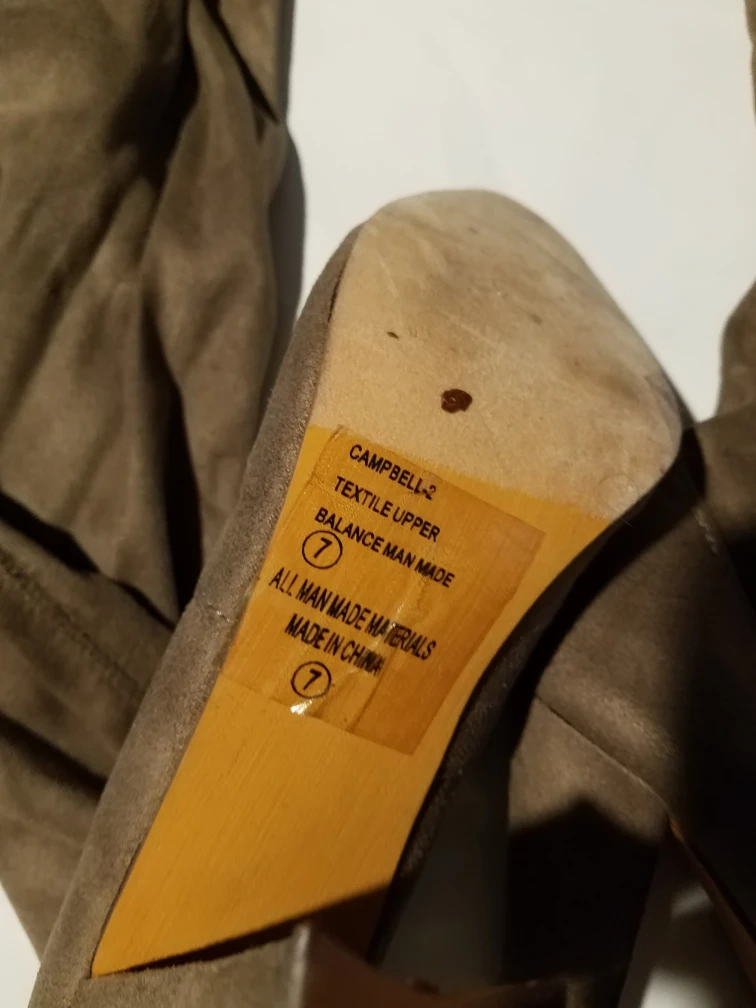 CAMPBELL-2
TEXTILE UPPER
BALANCE MAN MADE
7
ALL MAN MADE MATERIALS
MADE IN CHINA
7